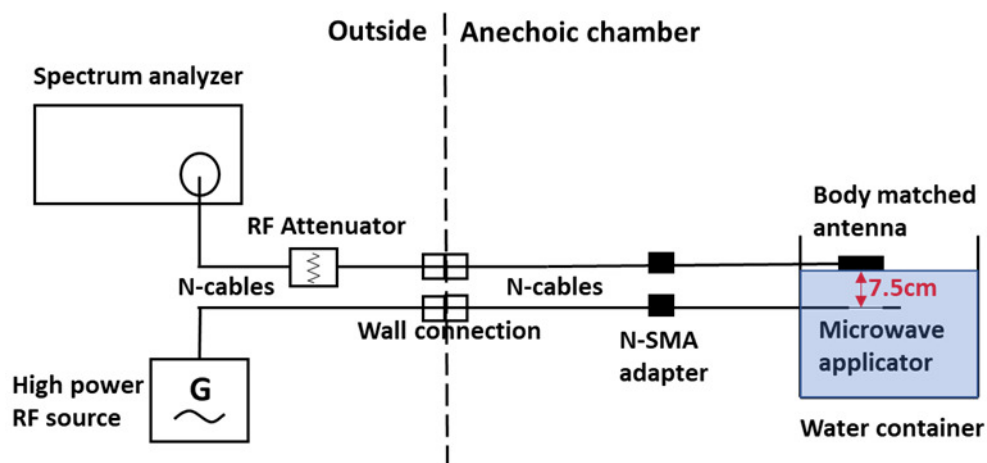 Outside
Anechoic chamber
Spectrum analyzer
Body matched
antenna
RF Attenuator
N-cables
N-cables
7.5cm
Wall connection
N-SMA
adapter
Microwave
applicator
High power
RF source
G
Water container